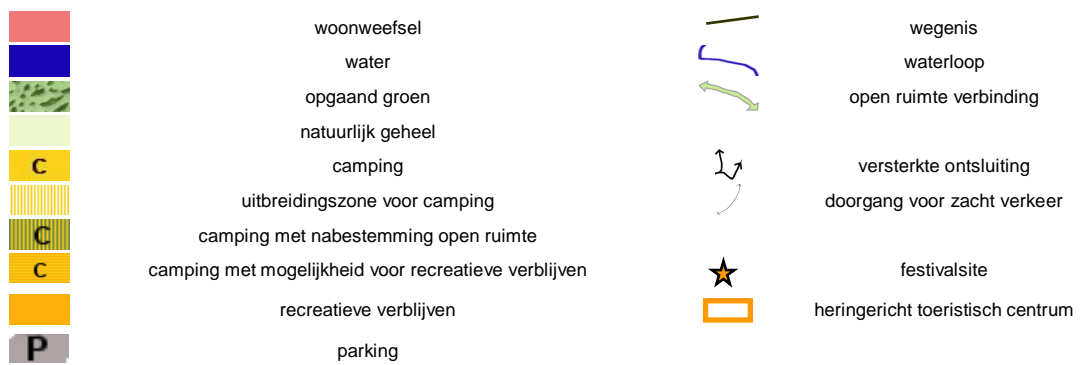 woonweefsel wegenis
water waterloop
opgaand groen open ruimte verbinding
natuurlijk geheel
C camping versterkte ontsluiting
uitbreidingszone voor camping doorgang voor zacht verkeer
C camping met nabestemming open ruimte
C camping met mogelijkheid voor recreatieve verblijven festivalsite
recreatieve verblijven heringericht toeristisch centrum
P parking